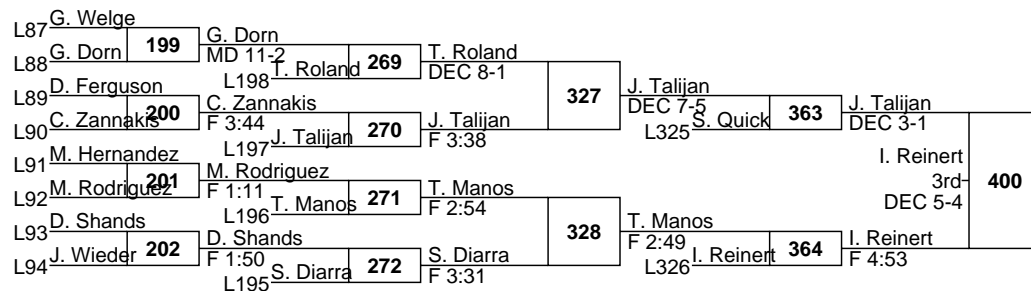 L87 G. Welge
199
G. Dorn
MD 11-2
L88 G. Dorn
L198 T. Roland
269
T. Roland
DEC 8-1
L89 D. Ferguson
200
C. Zannakis
F 3:44
L90 C. Zannakis
L197 J. Talijan
270
J. Talijan
F 3:38
327
J. Talijan
DEC 7-5
L325 S. Quick
363
J. Talijan
DEC 3-1
L91 M. Hernandez
201
M. Rodriguez
F 1:11
L92 M. Rodriguez
L196 T. Manos
271
T. Manos
F 2:54
L93 D. Shands
202
D. Shands
F 1:50
L94 J. Wieder
L195 S. Diarra
272
S. Diarra
F 3:31
328
T. Manos
F 2:49
L326 I. Reinert
364
I. Reinert
F 4:53
I. Reinert
3rd
DEC 5-4
400